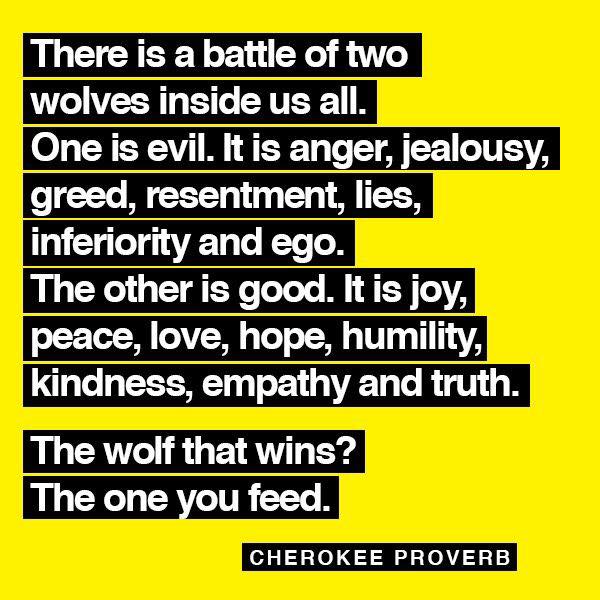 There is a battle of two
wolves inside us all.
One is evil. It is anger, jealousy,
greed, resentment, lies,
inferiority and ego.
The other is good. It is joy,
peace, love, hope, humility,
kindness, empathy and truth.
The wolf that wins?
The one you feed.
CHEROKEE PROVERB